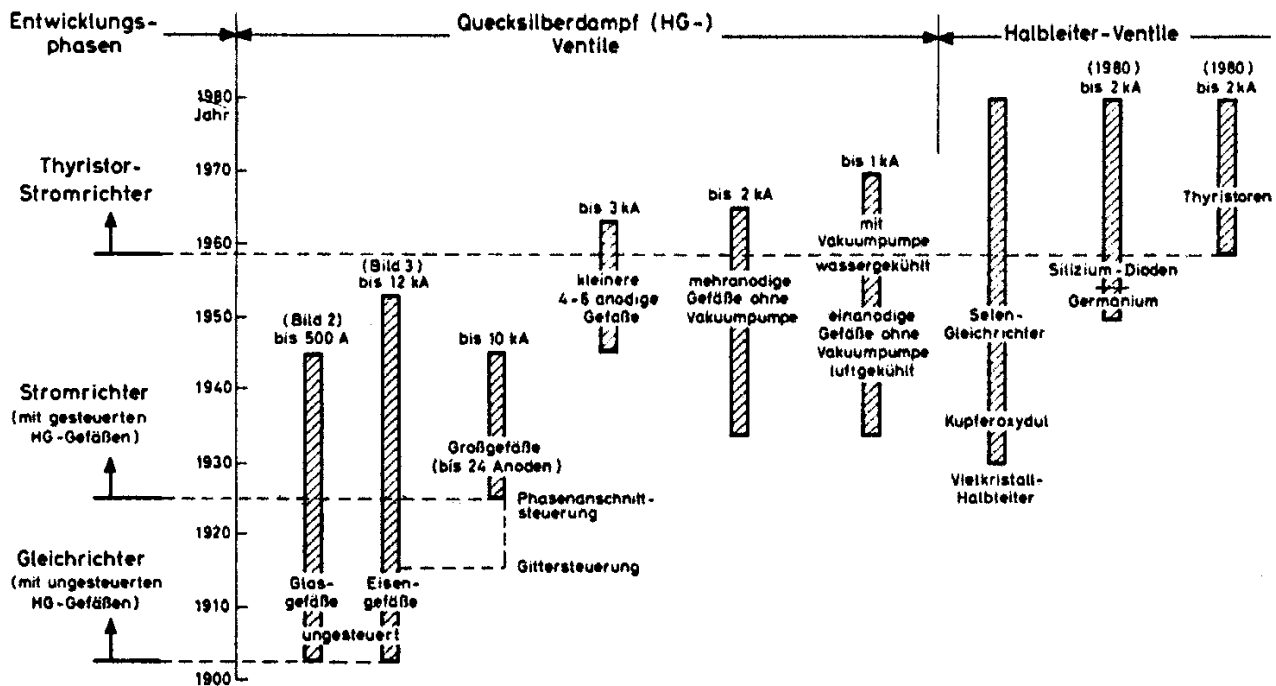 Entwicklungs-
phasen
Quecksilberdampf (HG-)
Ventile
Halbleiter-Ventile
1980
Jahr
1970
1960
1950
1940
1930
1920
1910
1900
Thyristor-
Stromrichter
Stromrichter
(mit gesteuerten
HG-Gefäßen)
Gleichrichter
(mit ungesteuerten
HG-Gefäßen)
(Bild 2)
bis 500 A
Glas-
gefäße
(Bild 3)
bis 12 kA
Eisen-
gefäße
ungesteuert
bis 10 kA
Großgefäße
(bis 24 Anoden)
Phasenanschnitt-
steuerung
Gittersteuerung
bis 3 kA
kleinere
4-6 anodige
Gefäße
bis 2 kA
mehranodige
Gefäße ohne
Vakuumpumpe
bis 1 kA
mit
Vakuumpumpe
wassergekühlt
einanodige
Gefäße ohne
Vakuumpumpe
luftgekühlt
Selen-
Gleichrichter
Kupferoxydul
Vielkristall-
Halbleiter
(1980)
bis 2 kA
Silizium-Dioden
Germanium
(1980)
bis 2 kA
Thyristoren